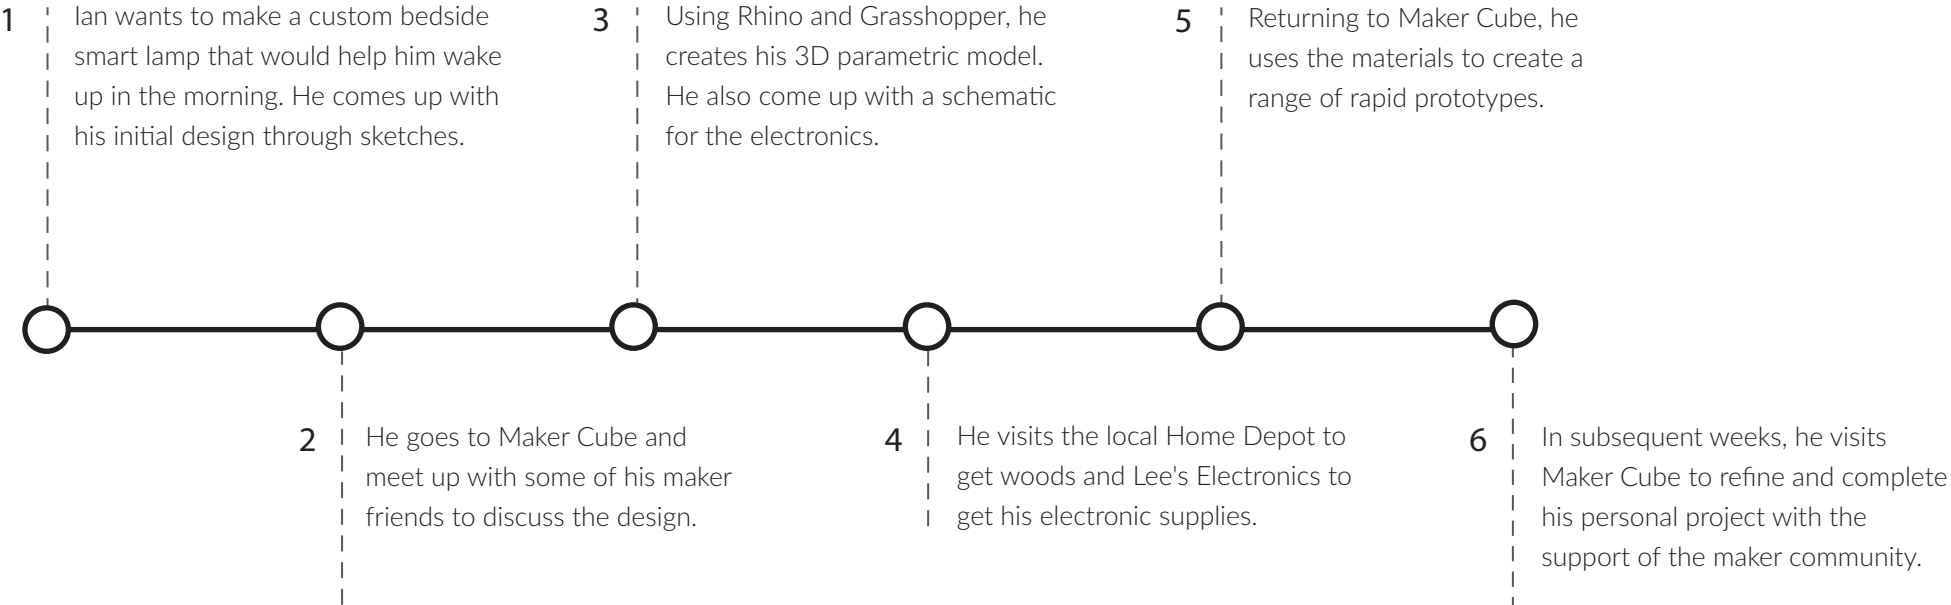 1
Ian wants to make a custom bedside
smart lamp that would help him wake
up in the morning. He comes up with
his initial design through sketches.
2
He goes to Maker Cube and
meet up with some of his maker
friends to discuss the design.
3
Using Rhino and Grasshopper, he
creates his 3D parametric model.
He also come up with a schematic
for the electronics.
4
He visits the local Home Depot to
get woods and Lee's Electronics to
get his electronic supplies.
5
Returning to Maker Cube, he
uses the materials to create a
range of rapid prototypes.
6
In subsequent weeks, he visits
Maker Cube to refine and complete
his personal project with the
support of the maker community.